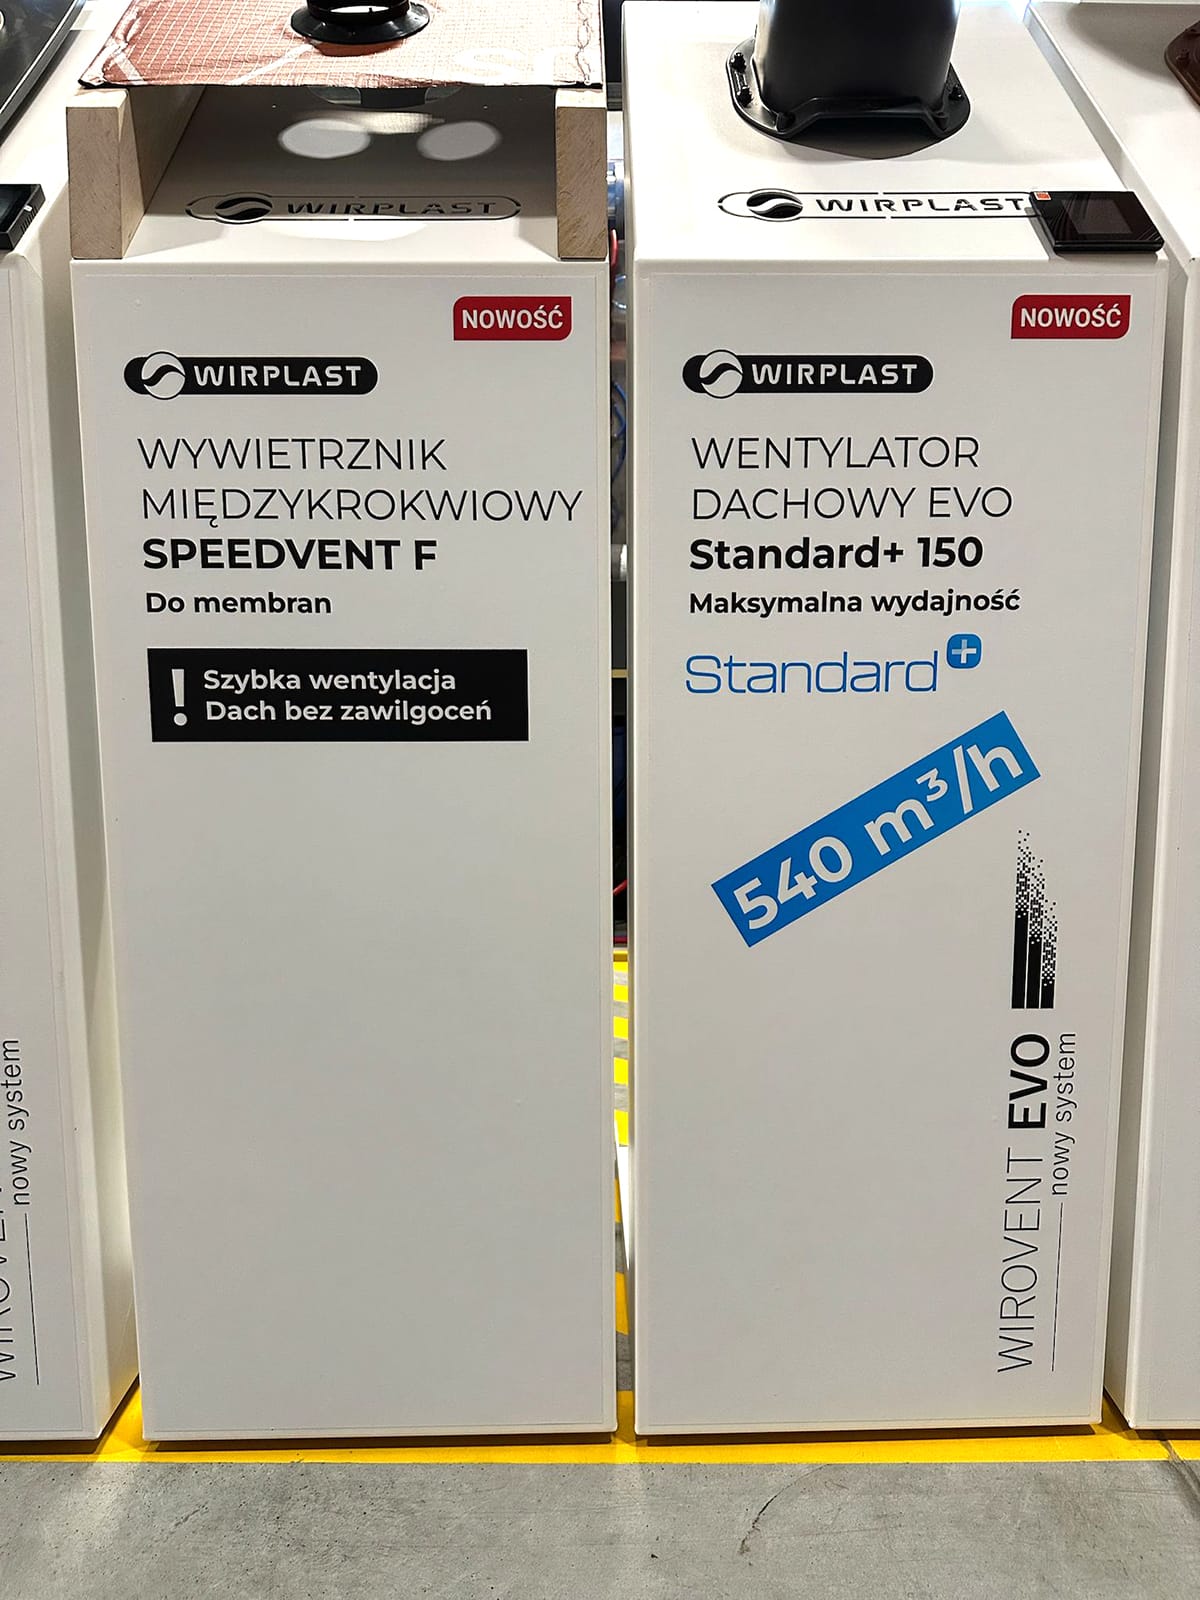 WIRPLAST
NOWOŚĆ
WIRPLAST
WYWIETRZNIK
MIĘDZYKROKWIOWY
SPEEDVENT F
Do membran
! Szybka wentylacja
Dach bez zawilgoceń
WIRPLAST
NOWOŚĆ
WIRPLAST
WENTYLATOR
DACHOWY EVO
Standard+ 150
Maksymalna wydajność
Standard+
540 m³/h
WIROVENT EVO
nowy system
nowy system